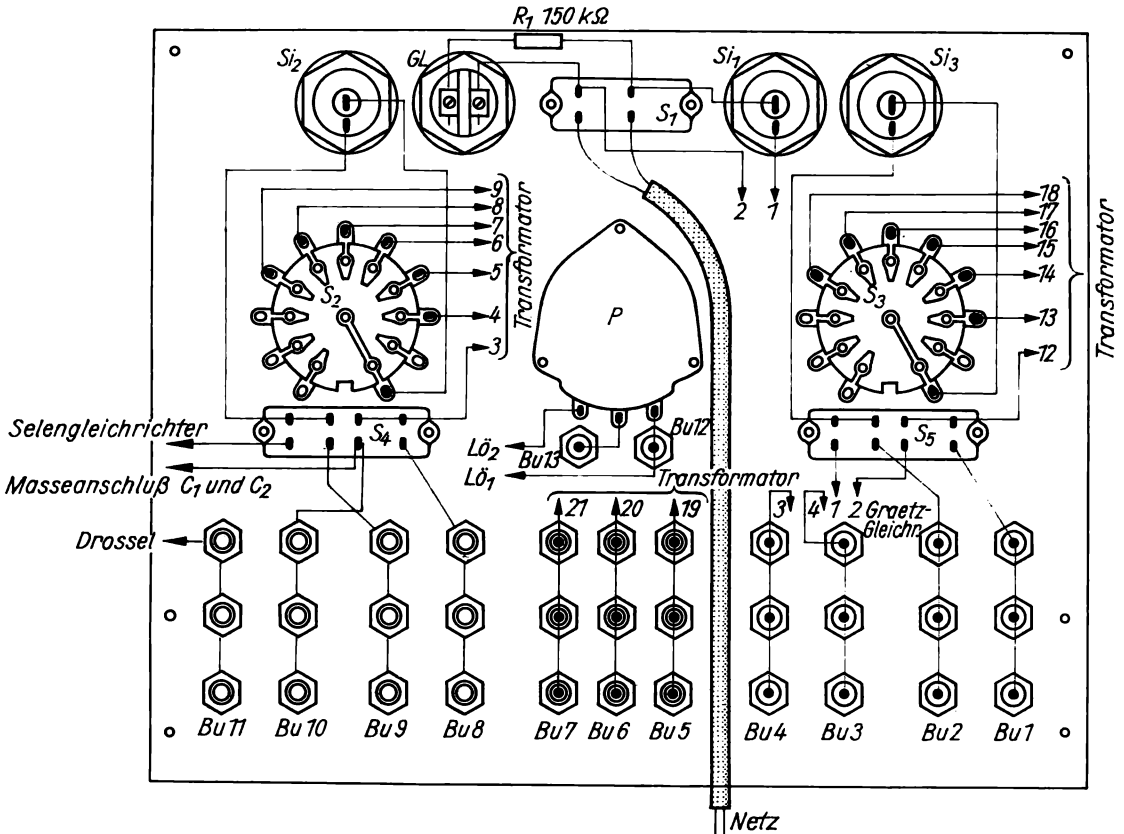 R1 150 kΩ
Si2
GL
S1
Si1
Si3
2
1
9
8
7
6
5
4
3
Transformator
S2
P
S3
18
17
16
15
14
13
12
Transformator
Selengleichrichter
S4
Lö2
Bu13
Bu12
S5
Masseanschluß C1 und C2
Lö1
Transformator
21
20
19
3
4
1
2
Graetz-
Gleichr.
Drossel
Bu11
Bu10
Bu9
Bu8
Bu7
Bu6
Bu5
Bu4
Bu3
Bu2
Bu1
Netz